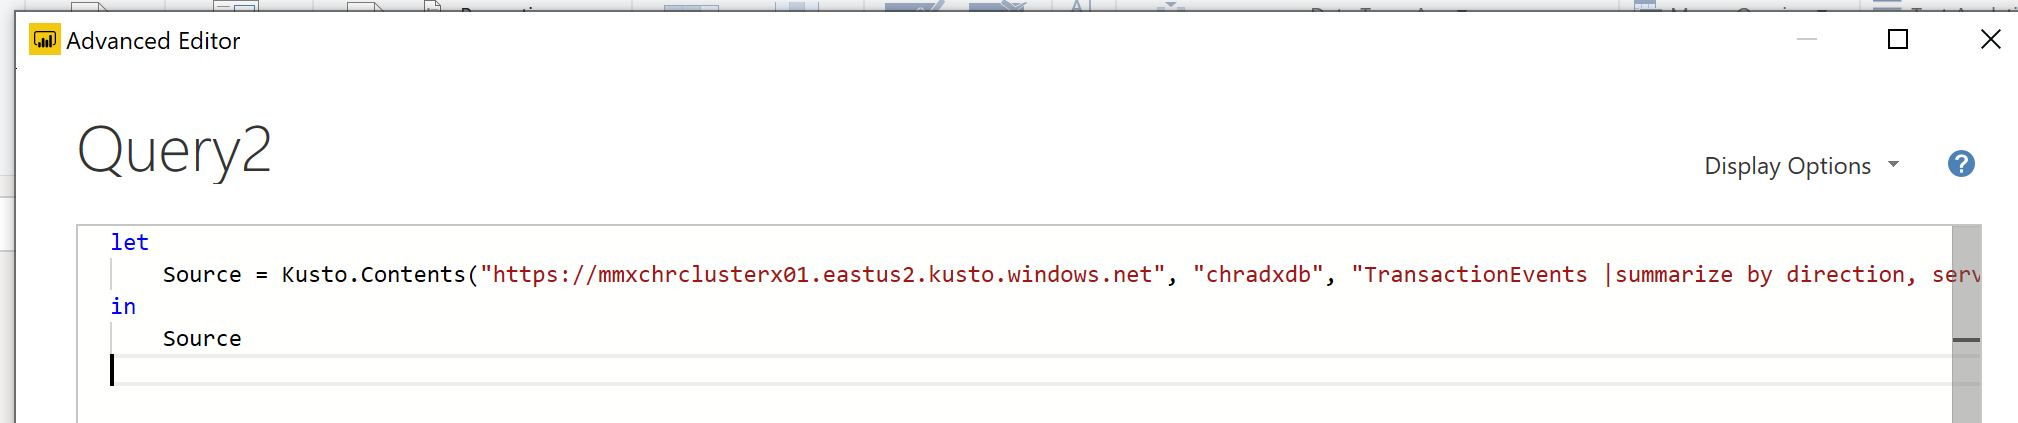 Advanced Editor
Query2
Display Options
?
let
Source = Kusto.Contents("https://mmxchrclusterx01.eastus2.kusto.windows.net", "chradxdb", "TransactionEvents |summarize by direction, serv
in
Source